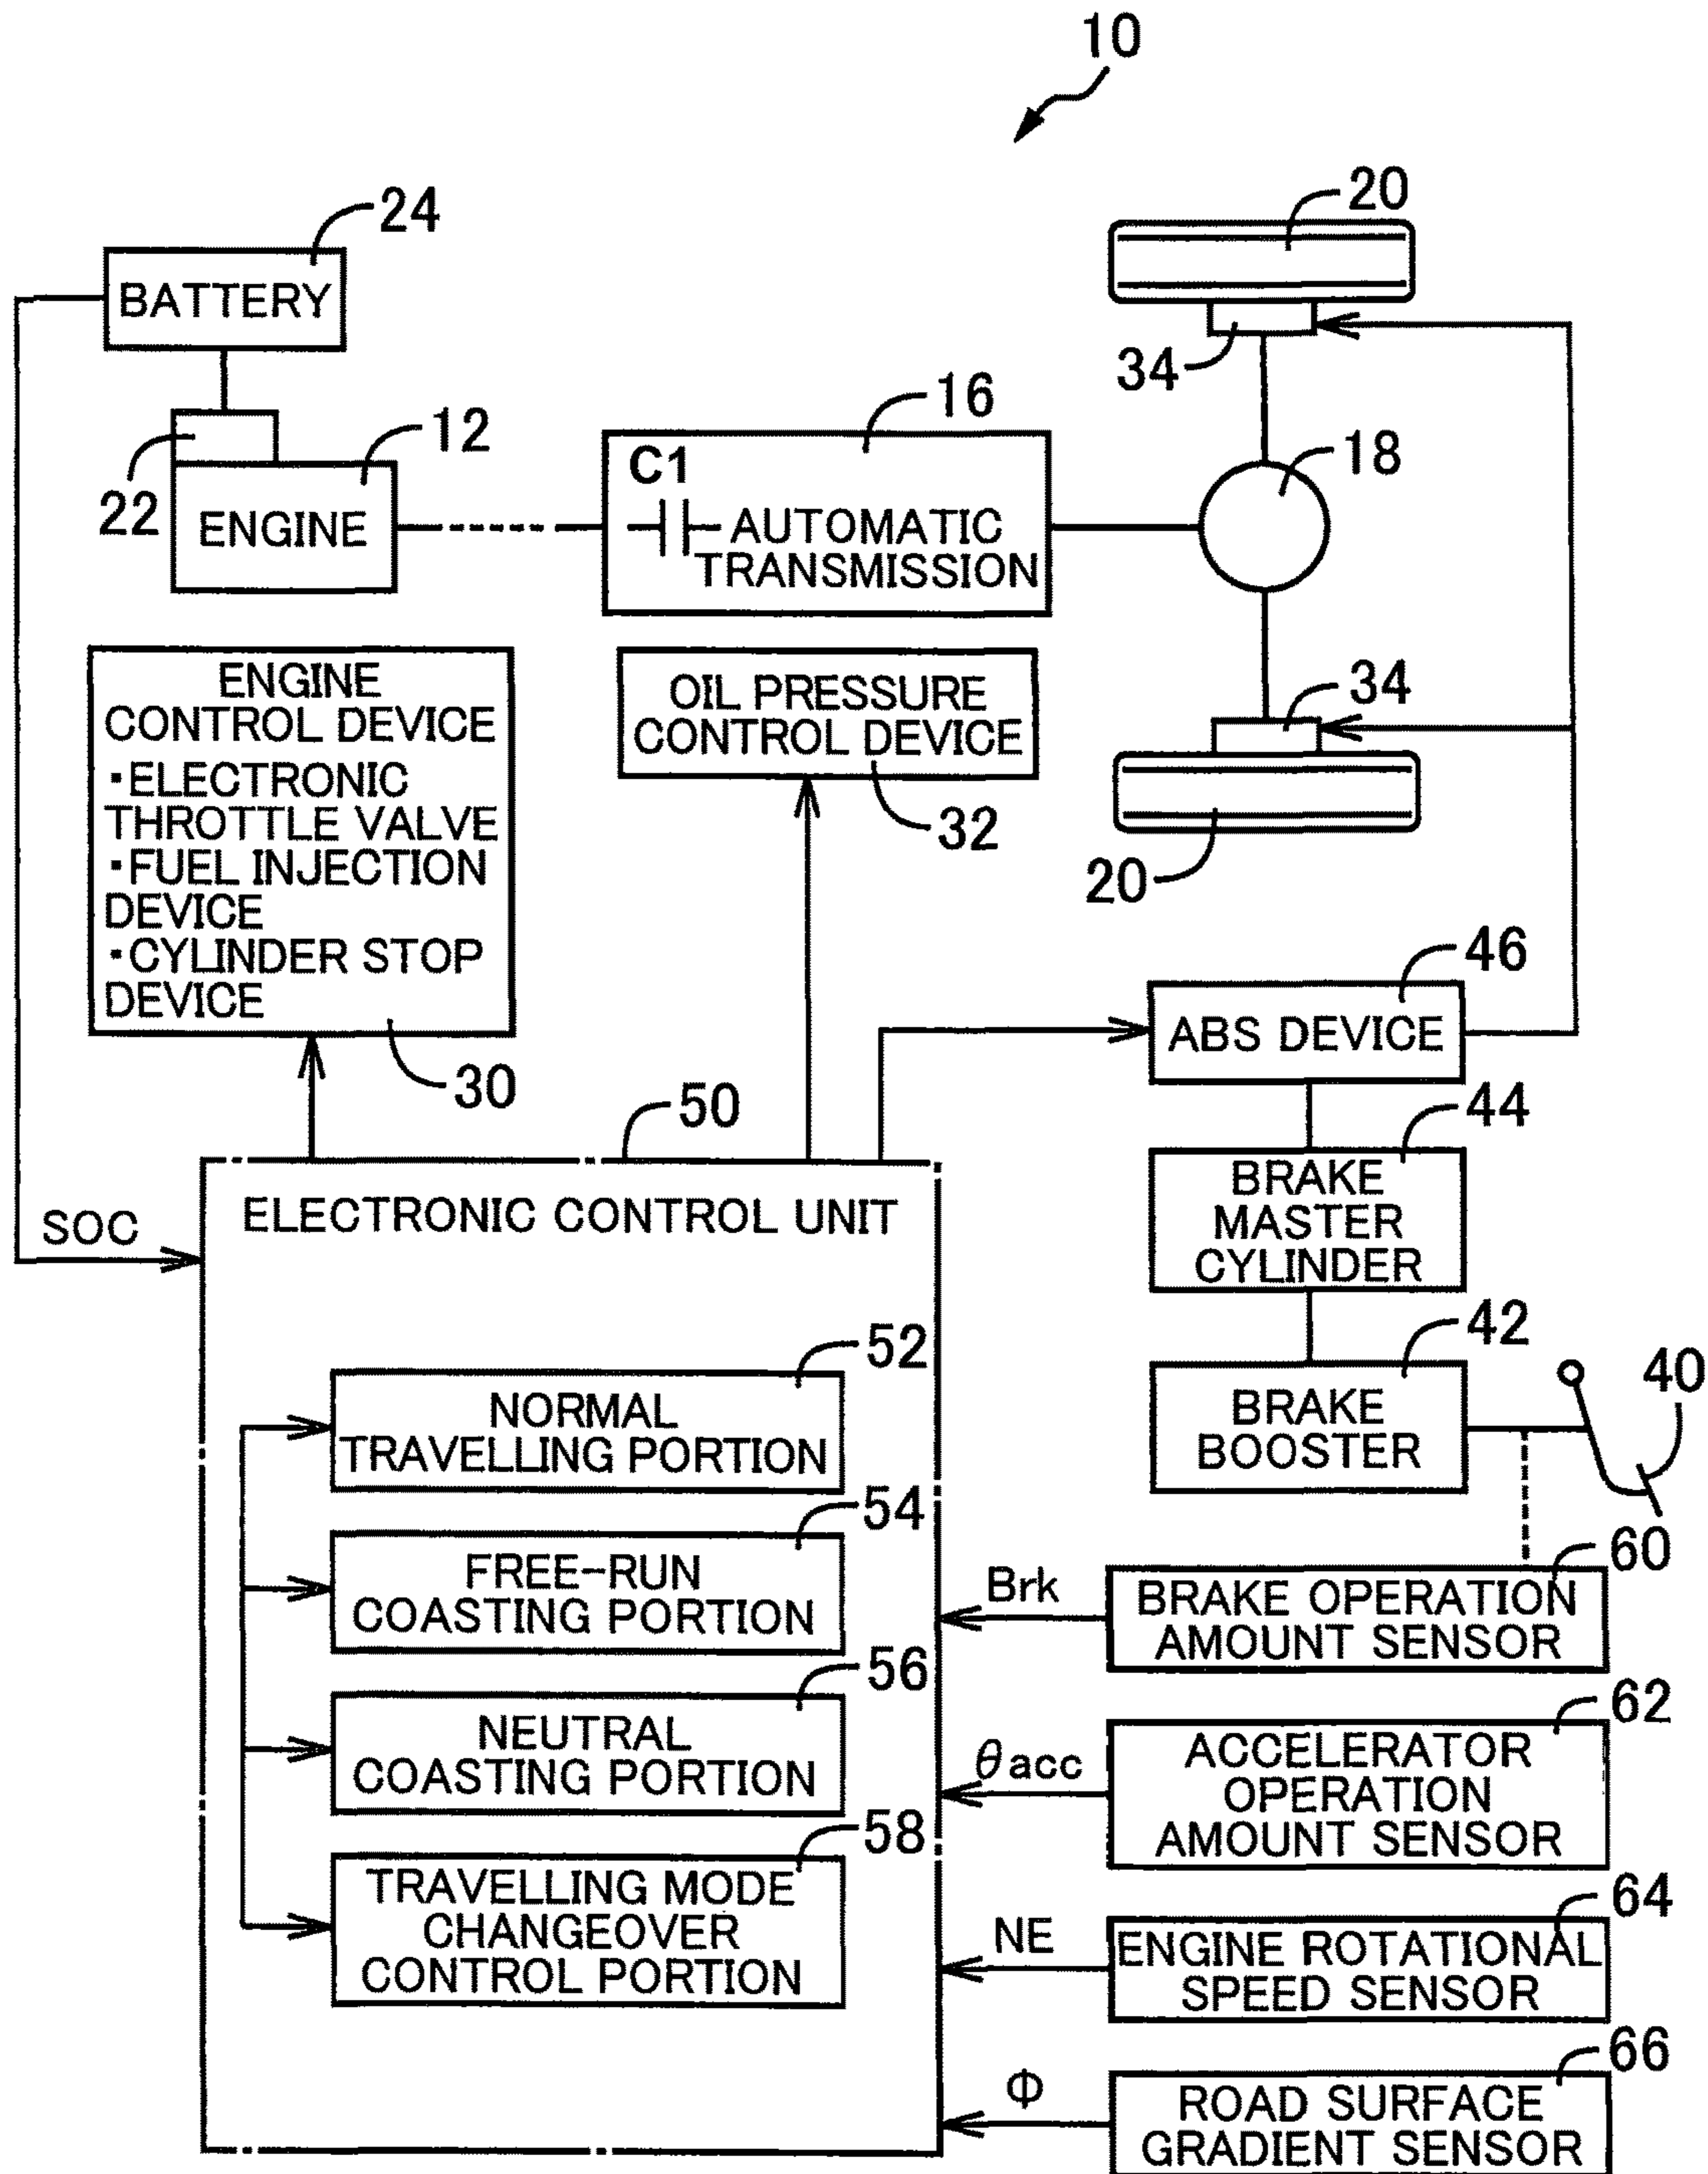 10
20
24
BATTERY
34
16
12
C1
18
22
ENGINE
AUTOMATIC
TRANSMISSION
ENGINE
CONTROL DEVICE
・ELECTRONIC
THROTTLE VALVE
・FUEL INJECTION
DEVICE
・CYLINDER STOP
DEVICE
30
OIL PRESSURE
CONTROL DEVICE
32
34
20
46
ABS DEVICE
44
BRAKE
MASTER
CYLINDER
42
BRAKE
BOOSTER
40
50
SOC
ELECTRONIC CONTROL UNIT
52
NORMAL
TRAVELLING PORTION
54
FREE-RUN
COASTING PORTION
56
NEUTRAL
COASTING PORTION
58
TRAVELLING MODE
CHANGEOVER
CONTROL PORTION
60
Brk
BRAKE OPERATION
AMOUNT SENSOR
62
θacc
ACCELERATOR
OPERATION
AMOUNT SENSOR
64
NE
ENGINE ROTATIONAL
SPEED SENSOR
66
Φ
ROAD SURFACE
GRADIENT SENSOR